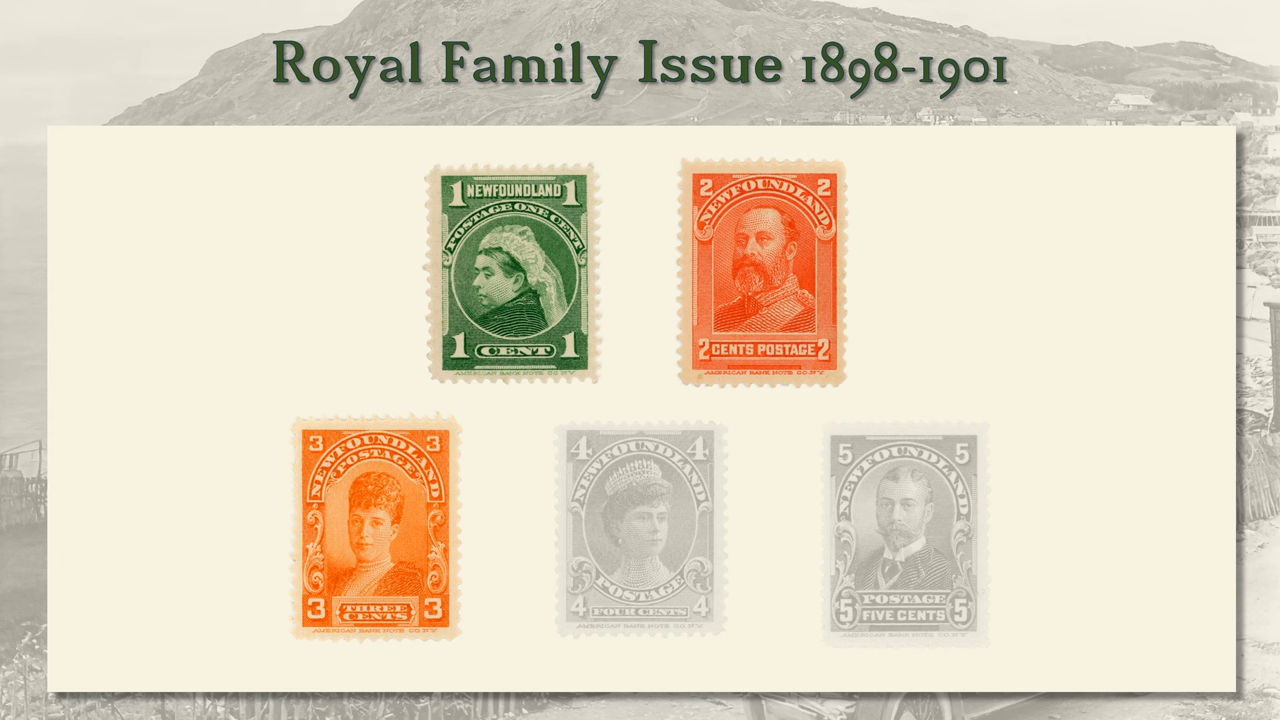 Royal Family Issue 1898-1901
1 NEWFOUNDLAND 1
POSTAGE ONE CENT
1 CENT 1
AMERICAN BANK NOTE CO. N.Y.
2 2
NEWFOUNDLAND
2 CENTS POSTAGE 2
AMERICAN BANK NOTE CO. N.Y.
3 3
NEWFOUNDLAND
POSTAGE
3 THREE CENTS 3
AMERICAN BANK NOTE CO. N.Y.
4 4
NEWFOUNDLAND
POSTAGE
4 FOUR CENTS 4
AMERICAN BANK NOTE CO. N.Y.
5 5
NEWFOUNDLAND
POSTAGE
5 FIVE CENTS 5
AMERICAN BANK NOTE CO. N.Y.